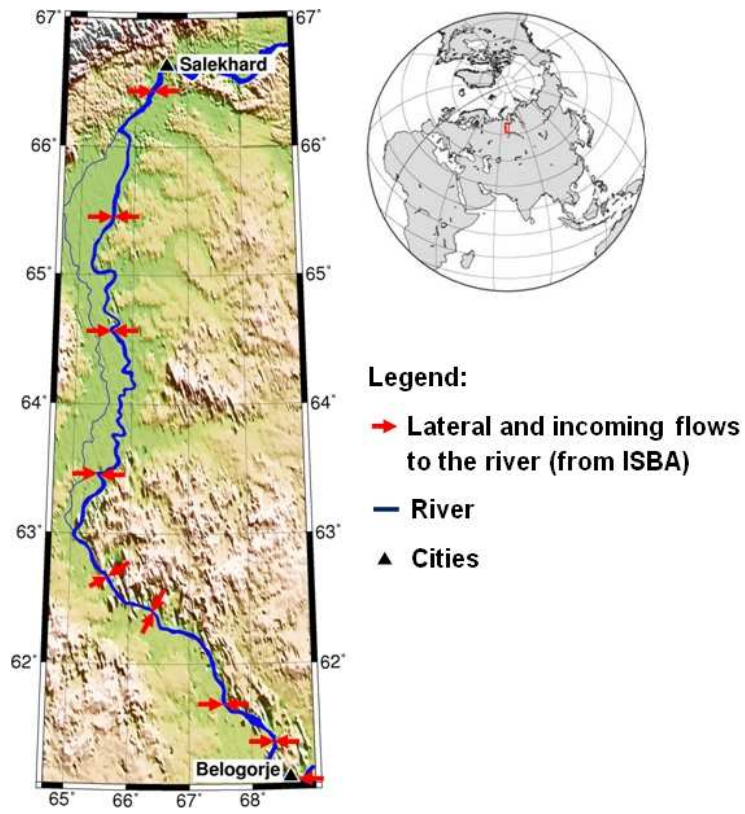 67° 67°
Salekhard
66° 66°
65° 65°
64° 64°
63° 63°
62° 62°
Belogorje
65° 66° 67° 68°
Legend:
Lateral and incoming flows
to the river (from ISBA)
River
Cities